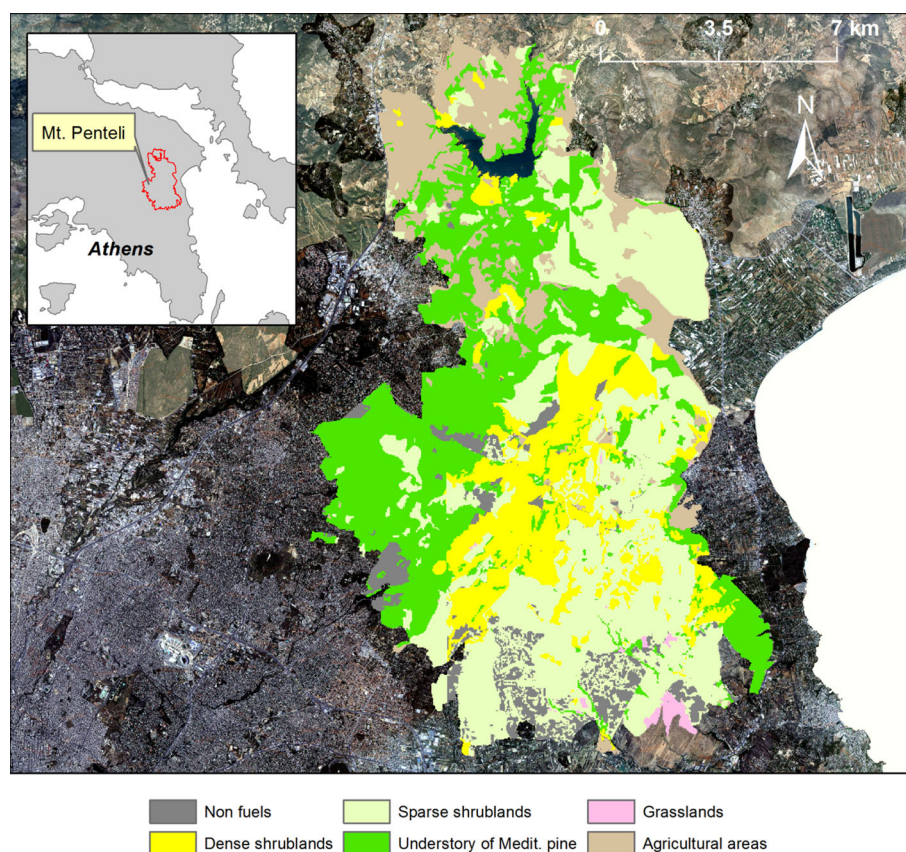 0 3.5 7 km
N
Mt. Penteli
Athens
Non fuels
Sparse shrublands
Grasslands
Dense shrublands
Understory of Medit. pine
Agricultural areas